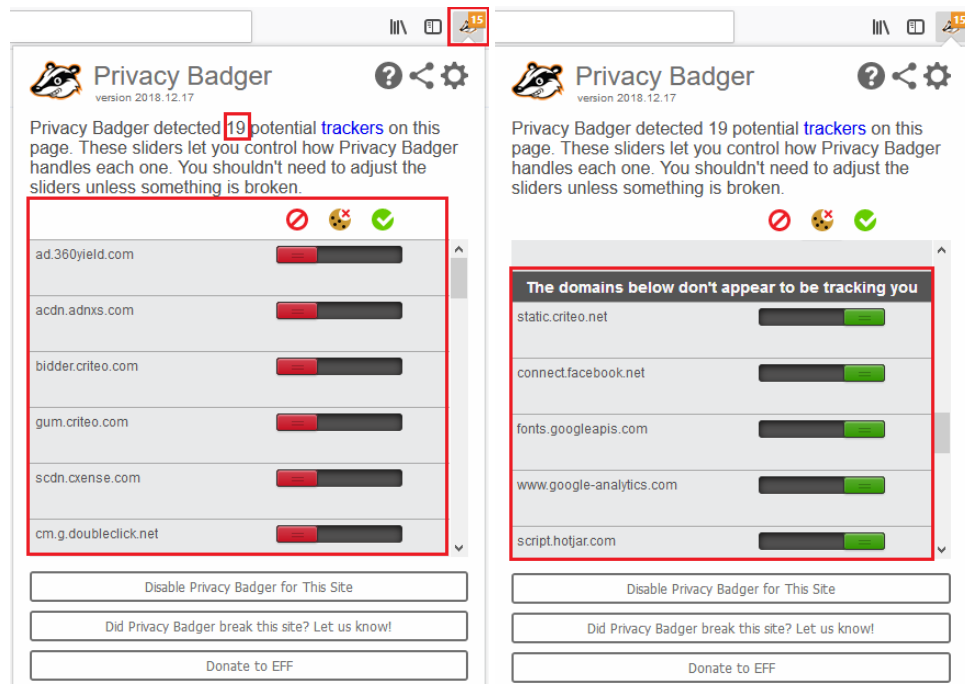 15
Privacy Badger
version 2018.12.17
Privacy Badger detected 19 potential trackers on this
page. These sliders let you control how Privacy Badger
handles each one. You shouldn't need to adjust the
sliders unless something is broken.
ad.360yield.com
acdn.adnxs.com
bidder.criteo.com
gum.criteo.com
scdn.cxense.com
cm.g.doubleclick.net
Disable Privacy Badger for This Site
Did Privacy Badger break this site? Let us know!
Donate to EFF
15
Privacy Badger
version 2018.12.17
Privacy Badger detected 19 potential trackers on this
page. These sliders let you control how Privacy Badger
handles each one. You shouldn't need to adjust the
sliders unless something is broken.
The domains below don't appear to be tracking you
static.criteo.net
connect.facebook.net
fonts.googleapis.com
www.google-analytics.com
script.hotjar.com
Disable Privacy Badger for This Site
Did Privacy Badger break this site? Let us know!
Donate to EFF